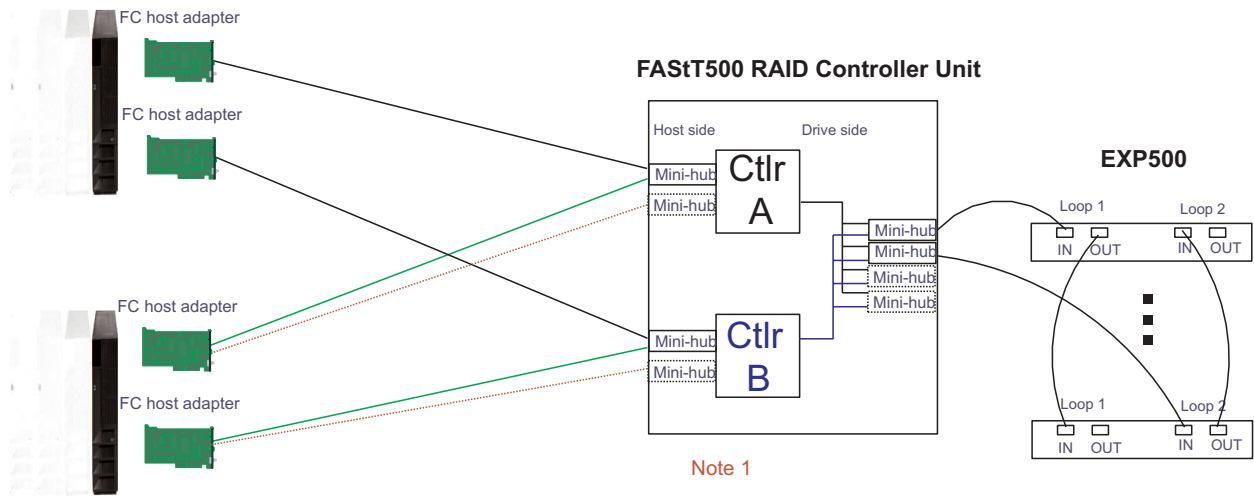 FC host adapter
FC host adapter
FC host adapter
FC host adapter
FAStT500 RAID Controller Unit
Host side
Drive side
Mini-hub
Mini-hub
Ctlr
A
Mini-hub
Mini-hub
Mini-hub
Mini-hub
Mini-hub
Mini-hub
Ctlr
B
Note 1
EXP500
Loop 1
Loop 2
IN
OUT
IN
OUT
Loop 1
Loop 2
IN
OUT
IN
OUT